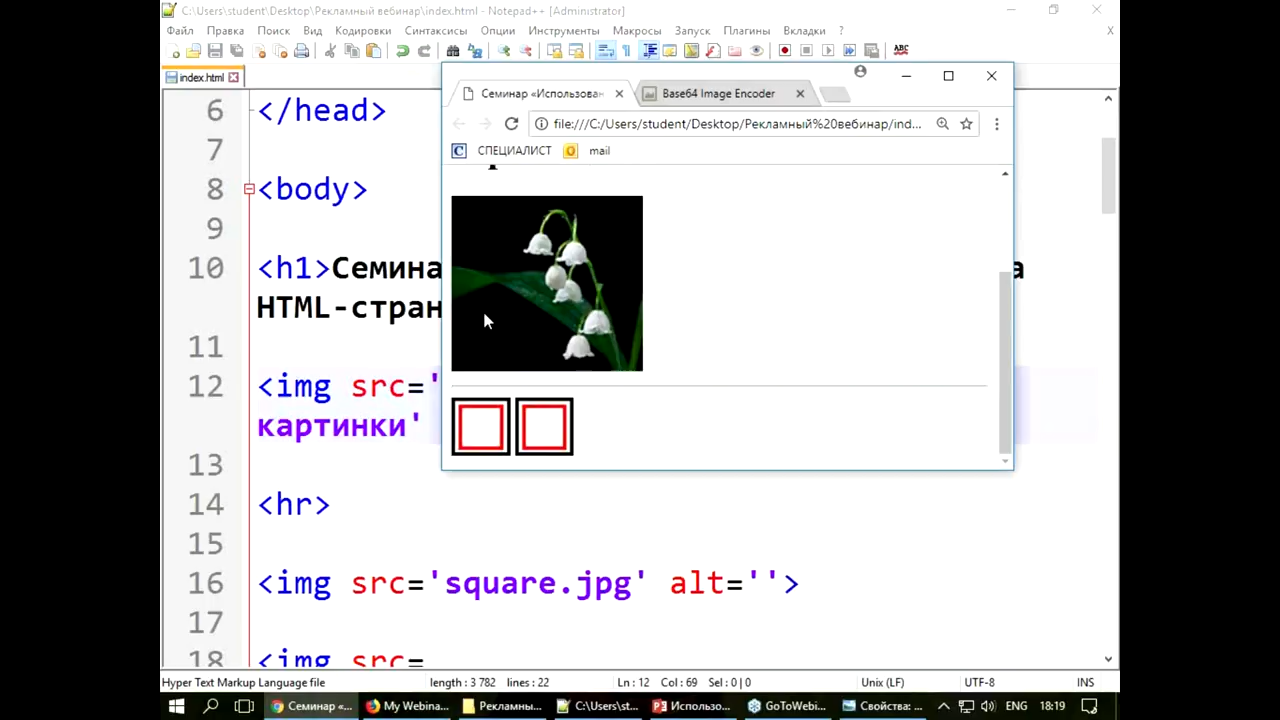 C:\Users\student\Desktop\Рекламный вебинар\index.html - Notepad++ [Administrator]
Файл Правка Поиск Вид Кодировки Синтаксисы Опции Инструменты Макросы Запуск Плагины Вкладки ? X
index.html
Семинар «Использован
Base64 Image Encoder
file:///C:/Users/student/Desktop/Рекламный%20вебинар/ind...
СПЕЦИАЛИСТ mail
6 </head>
7
8 <body>
9
10 <h1>Семина а
HTML-стран
11
12 <img src='
картинки'
13
14 <hr>
15
16 <img src='square.jpg' alt=''>
17
18 <img src=
Hyper Text Markup Language file length : 3 782 lines : 22 Ln : 12 Col : 69 Sel : 0 | 0 Unix (LF) UTF-8 INS
Семинар «... My Webina... Рекламны... C:\Users\st... Использо... GoToWebi... Свойства: ... ENG 18:19